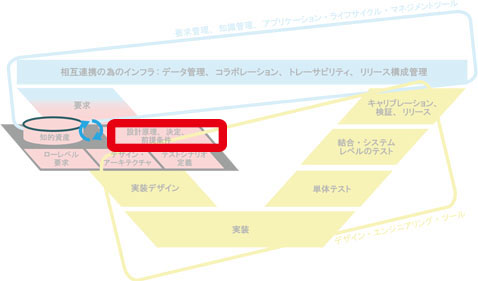 要求管理、知識管理、アプリケーション・ライフサイクル・マネジメントツール
相互連携の為のインフラ：データ管理、コラボレーション、トレーサビリティ、リリース構成管理
要求
キャリブレーション、
検証、リリース
知的資産
設計原理、決定、
前提条件
結合・システム
レベルのテスト
ローレベル
要求
デザイン・
アーキテクチャ
テストシナリオ
定義
実装デザイン
単体テスト
実装
デザイン・エンジニアリング・ツール